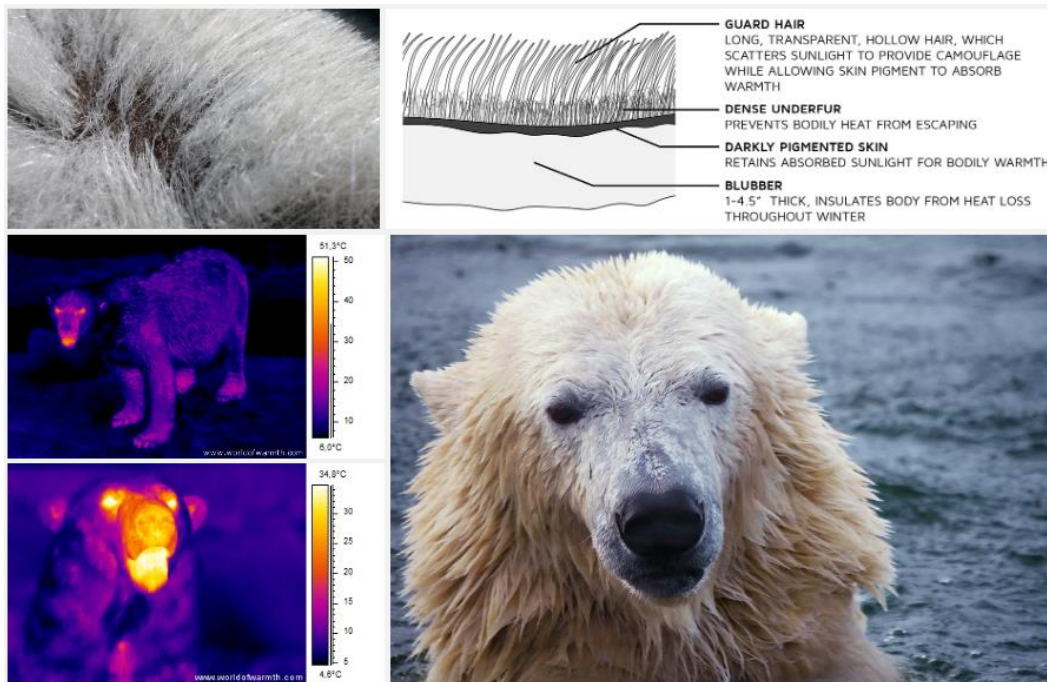 GUARD HAIR
LONG, TRANSPARENT, HOLLOW HAIR, WHICH
SCATTERS SUNLIGHT TO PROVIDE CAMOUFLAGE
WHILE ALLOWING SKIN PIGMENT TO ABSORB
WARMTH
DENSE UNDERFUR
PREVENTS BODILY HEAT FROM ESCAPING
DARKLY PIGMENTED SKIN
RETAINS ABSORBED SUNLIGHT FOR BODILY WARMTH
BLUBBER
1-4.5" THICK, INSULATES BODY FROM HEAT LOSS
THROUGHOUT WINTER
51,3°C
50
40
30
20
10
6,0°C
www.worldofwarmth.com
34,8°C
30
25
20
15
10
5
4,6°C
www.worldofwarmth.com